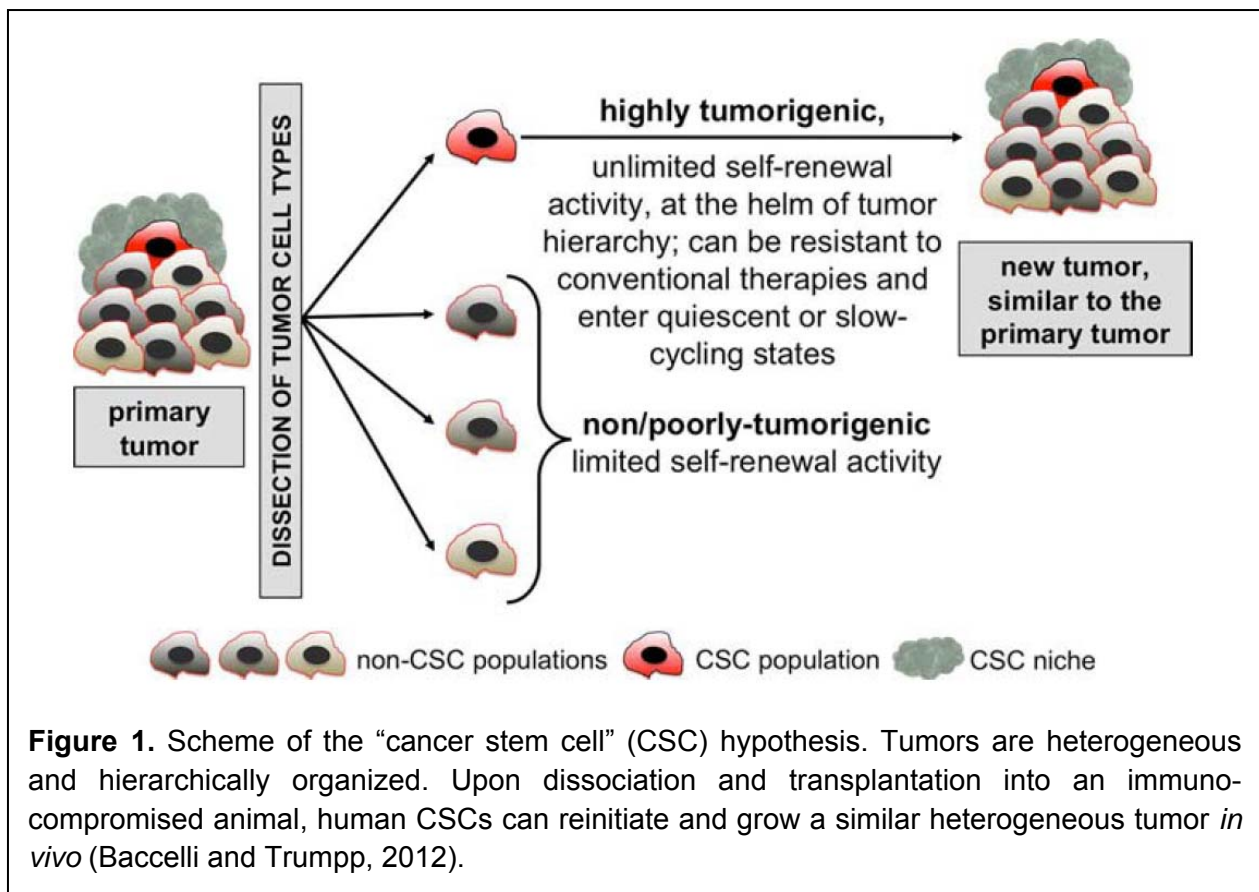 DISSECTION OF TUMOR CELL TYPES
primary
tumor
highly tumorigenic,
unlimited self-renewal
activity, at the helm of tumor
hierarchy; can be resistant to
conventional therapies and
enter quiescent or slow-
cycling states
new tumor,
similar to the
primary tumor
non/poorly-tumorigenic
limited self-renewal activity
non-CSC populations
CSC population
CSC niche
Figure 1. Scheme of the “cancer stem cell” (CSC) hypothesis. Tumors are heterogeneous
and hierarchically organized. Upon dissociation and transplantation into an immuno-
compromised animal, human CSCs can reinitiate and grow a similar heterogeneous tumor in
vivo (Baccelli and Trumpp, 2012).